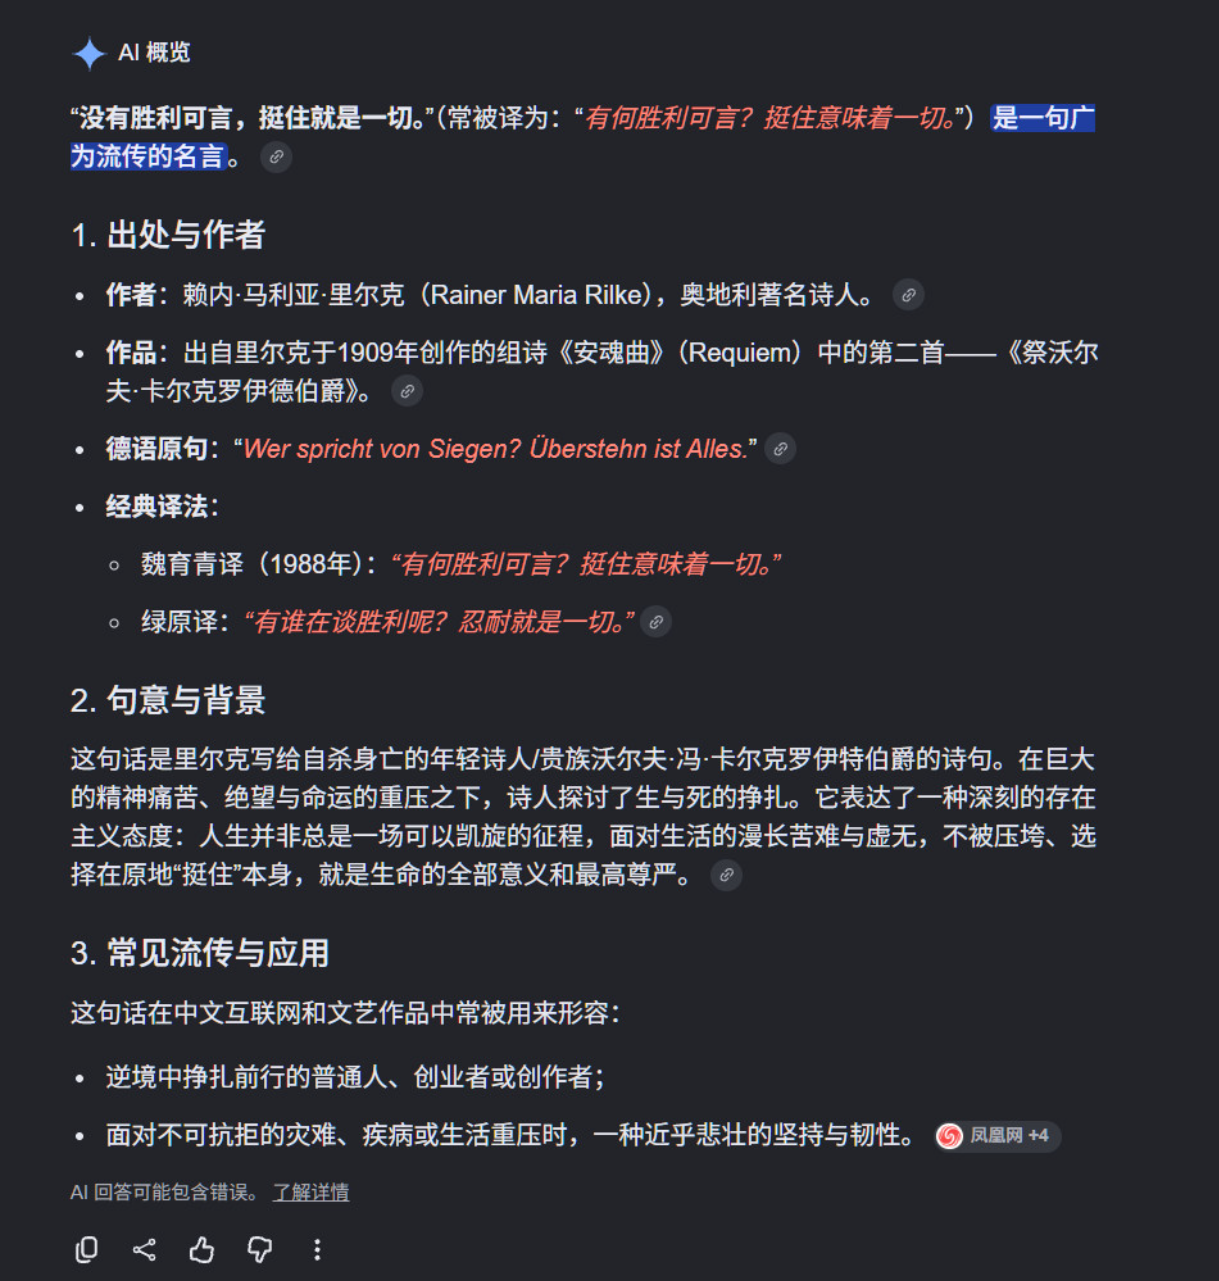 AI 概览
“没有胜利可言，挺住就是一切。”（常被译为：“有何胜利可言？挺住意味着一切。”）是一句广
为流传的名言。
1. 出处与作者
• 作者：赖内·马利亚·里尔克（Rainer Maria Rilke），奥地利著名诗人。
• 作品：出自里尔克于1909年创作的组诗《安魂曲》（Requiem）中的第二首——《祭沃尔
夫·卡尔克罗伊德伯爵》。
• 德语原句：“Wer spricht von Siegen? Überstehn ist Alles.”
• 经典译法：
○ 魏育青译（1988年）：“有何胜利可言？挺住意味着一切。”
○ 绿原译：“有谁在谈胜利呢？忍耐就是一切。”
2. 句意与背景
这句话是里尔克写给自杀身亡的年轻诗人/贵族沃尔夫·冯·卡尔克罗伊特伯爵的诗句。在巨大
的精神痛苦、绝望与命运的重压之下，诗人探讨了生与死的挣扎。它表达了一种深刻的存在
主义态度：人生并非总是一场可以凯旋的征程，面对生活的漫长苦难与虚无，不被压垮、选
择在原地“挺住”本身，就是生命的全部意义和最高尊严。
3. 常见流传与应用
这句话在中文互联网和文艺作品中常被用来形容：
• 逆境中挣扎前行的普通人、创业者或创作者；
• 面对不可抗拒的灾难、疾病或生活重压时，一种近乎悲壮的坚持与韧性。 凤凰网 +4
AI 回答可能包含错误。 了解详情